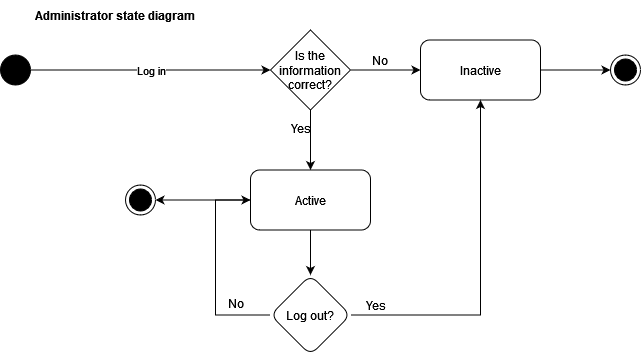 Administrator state diagram
Log in
Is the
information
correct?
No
Inactive
Yes
Active
No
Log out?
Yes